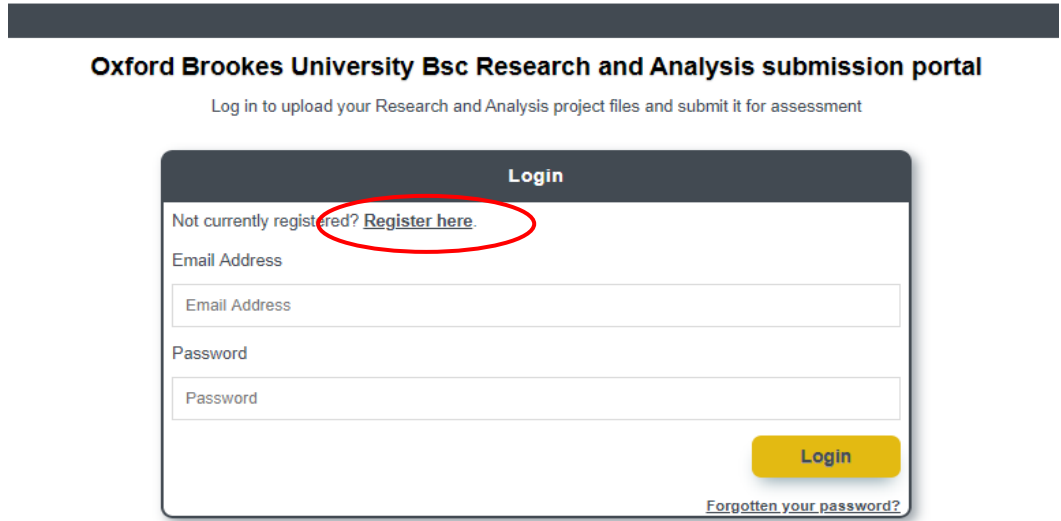 Oxford Brookes University Bsc Research and Analysis submission portal
Log in to upload your Research and Analysis project files and submit it for assessment
Login
Not currently registered? Register here.
Email Address
Email Address
Password
Password
Login
Forgotten your password?